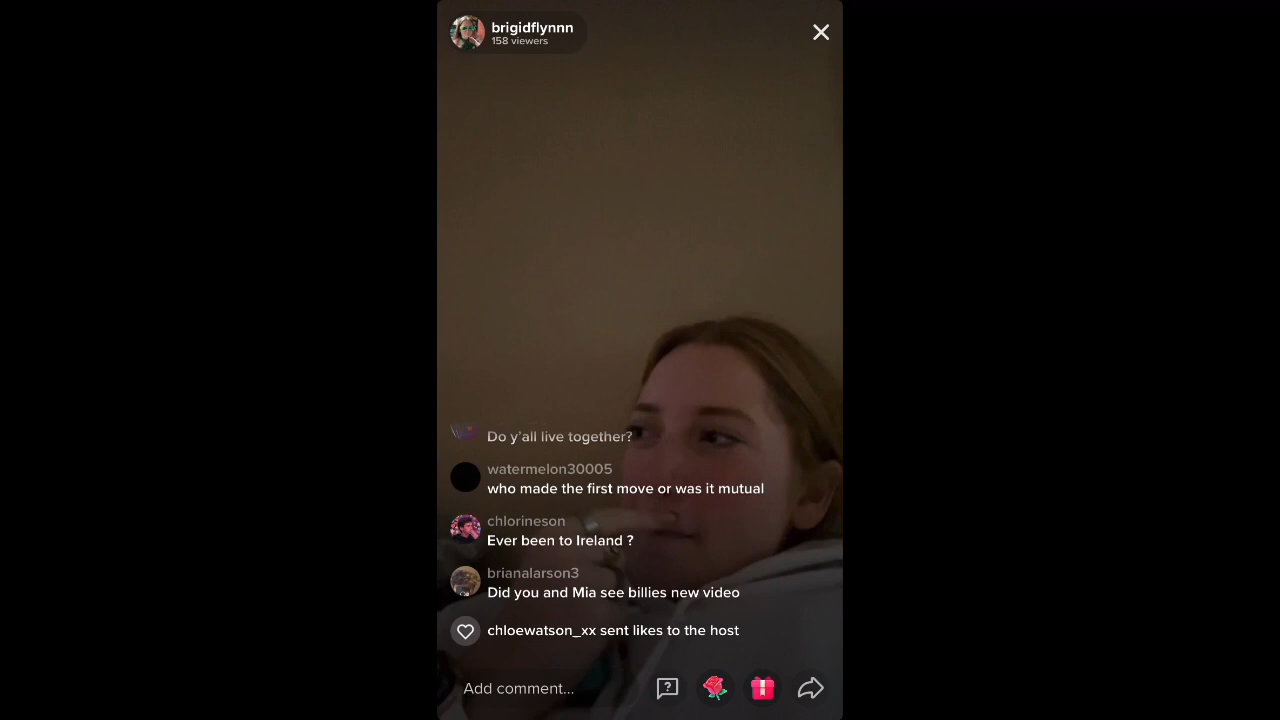 brigidflynnn
158 viewers
Do y'all live together?
watermelon30005
who made the first move or was it mutual
chlorineson
Ever been to Ireland ?
brianalarson3
Did you and Mia see billies new video
chloewatson_xx sent likes to the host
Add comment...